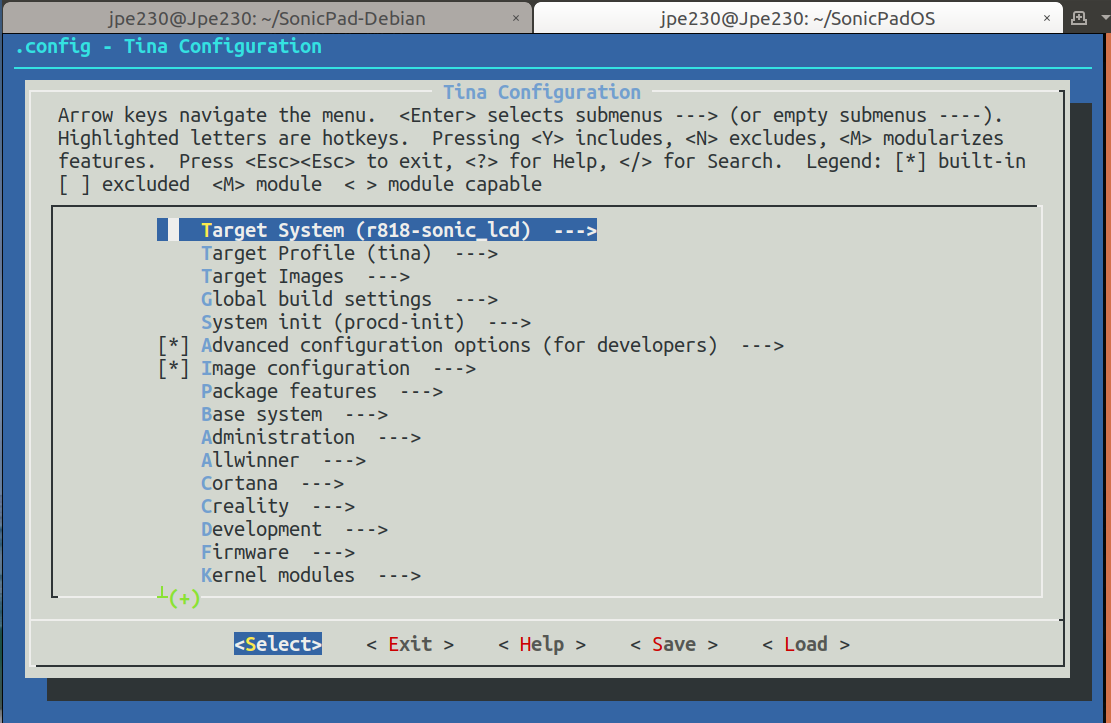 jpe230@Jpe230: ~/SonicPad-Debian × jpe230@Jpe230: ~/SonicPadOS ×
.config - Tina Configuration
Tina Configuration
Arrow keys navigate the menu.  <Enter> selects submenus ---> (or empty submenus ----).
Highlighted letters are hotkeys.  Pressing <Y> includes, <N> excludes, <M> modularizes
features.  Press <Esc><Esc> to exit, <?> for Help, </> for Search.  Legend: [*] built-in
[ ] excluded  <M> module  < > module capable
Target System (r818-sonic_lcd)  --->
Target Profile (tina)  --->
Target Images  --->
Global build settings  --->
System init (procd-init)  --->
[*] Advanced configuration options (for developers)  --->
[*] Image configuration  --->
Package features  --->
Base system  --->
Administration  --->
Allwinner  --->
Cortana  --->
Creality  --->
Development  --->
Firmware  --->
Kernel modules  --->
┴(+)
<Select>    < Exit >    < Help >    < Save >    < Load >